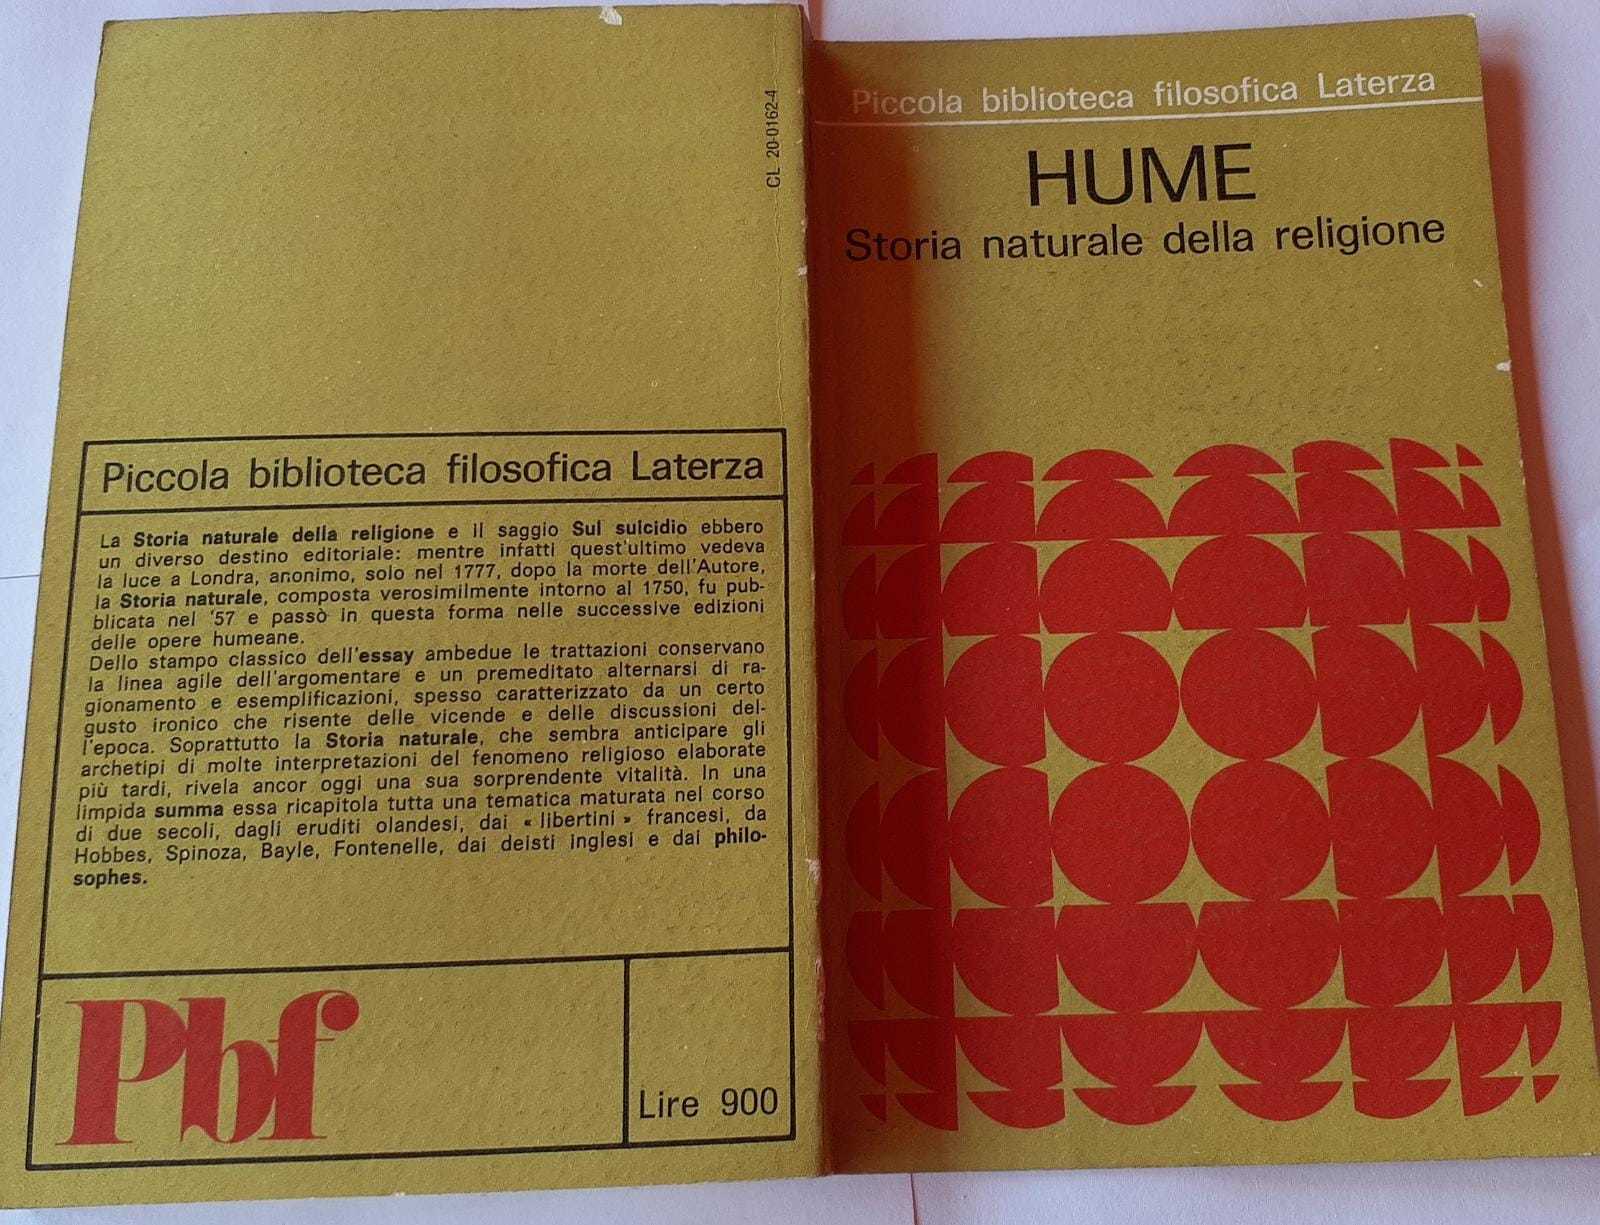 CL 20-0162-4
Piccola biblioteca filosofica Laterza
La Storia naturale della religione e il saggio Sul suicidio ebbero
un diverso destino editoriale: mentre infatti quest'ultimo vedeva
la luce a Londra, anonimo, solo nel 1777, dopo la morte dell'Autore,
la Storia naturale, composta verosimilmente intorno al 1750, fu pub-
blicata nel '57 e passò in questa forma nelle successive edizioni
delle opere humeane.
Dello stampo classico dell'essay ambedue le trattazioni conservano
la linea agile dell'argomentare e un premeditato alternarsi di ra-
gionamento e esemplificazioni, spesso caratterizzato da un certo
gusto ironico che risente delle vicende e delle discussioni del-
l'epoca. Soprattutto la Storia naturale, che sembra anticipare gli
archetipi di molte interpretazioni del fenomeno religioso elaborate
più tardi, rivela ancor oggi una sua sorprendente vitalità. In una
limpida summa essa ricapitola tutta una tematica maturata nel corso
di due secoli, dagli eruditi olandesi, dai « libertini » francesi, da
Hobbes, Spinoza, Bayle, Fontenelle, dai deisti inglesi e dai philo-
sophes.
Pbf
Lire 900
Piccola biblioteca filosofica Laterza
HUME
Storia naturale della religione